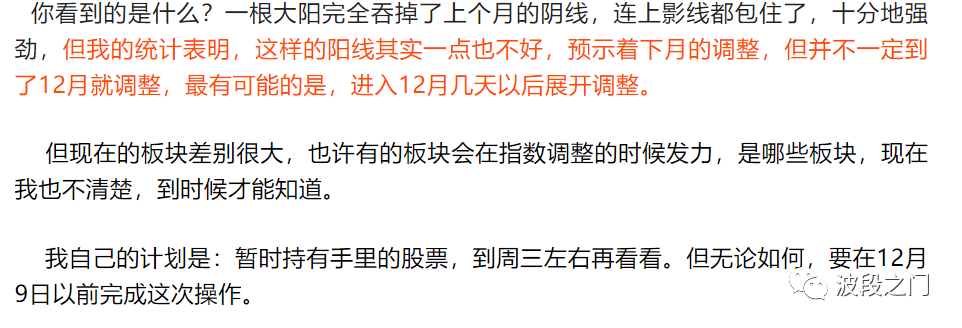 你看到的是什么？一根大阳完全吞掉了上个月的阴线，连上影线都包住了，十分地强
劲，但我的统计表明，这样的阳线其实一点也不好，预示着下月的调整，但并不一定到
了12月就调整，最有可能的是，进入12月几天以后展开调整。
但现在的板块差别很大，也许有的板块会在指数调整的时候发力，是哪些板块，现在
我也不清楚，到时候才能知道。
我自己的计划是：暂时持有手里的股票，到周三左右再看看。但无论如何，要在12月
9日以前完成这次操作。
波段之门